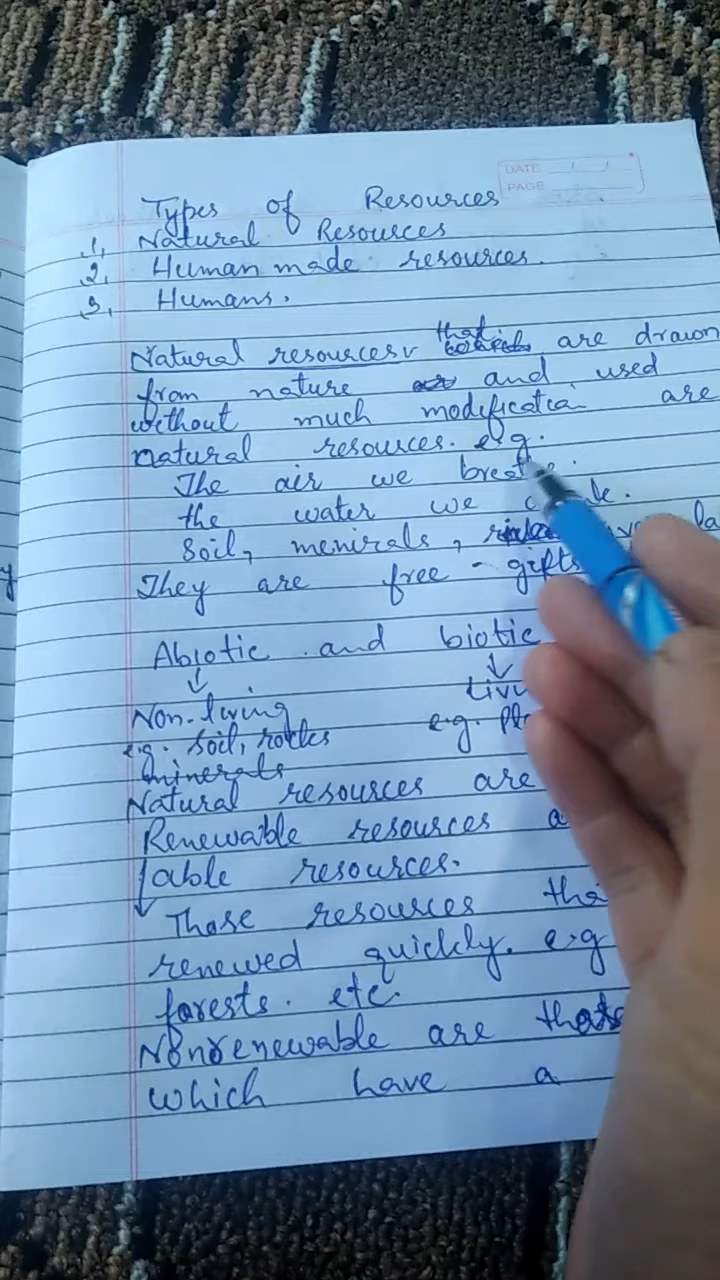 DATE
PAGE
Types of Resources
1. Natural Resources
2. Human made resources.
3. Humans.
that
Natural resources are drawn
from nature and used
without much modification are
natural resources. e.g.
The air we
the water we
Soil, menirals,
They are free - gifts
Abiotic and biotic
Non-living
e.g. soil, rocks e.g.
minerals
Natural resources are
Renewable resources
able resources.
Those resources
renewed quickly. e.g
forests. etc.
Nonrenewable are those
which have a